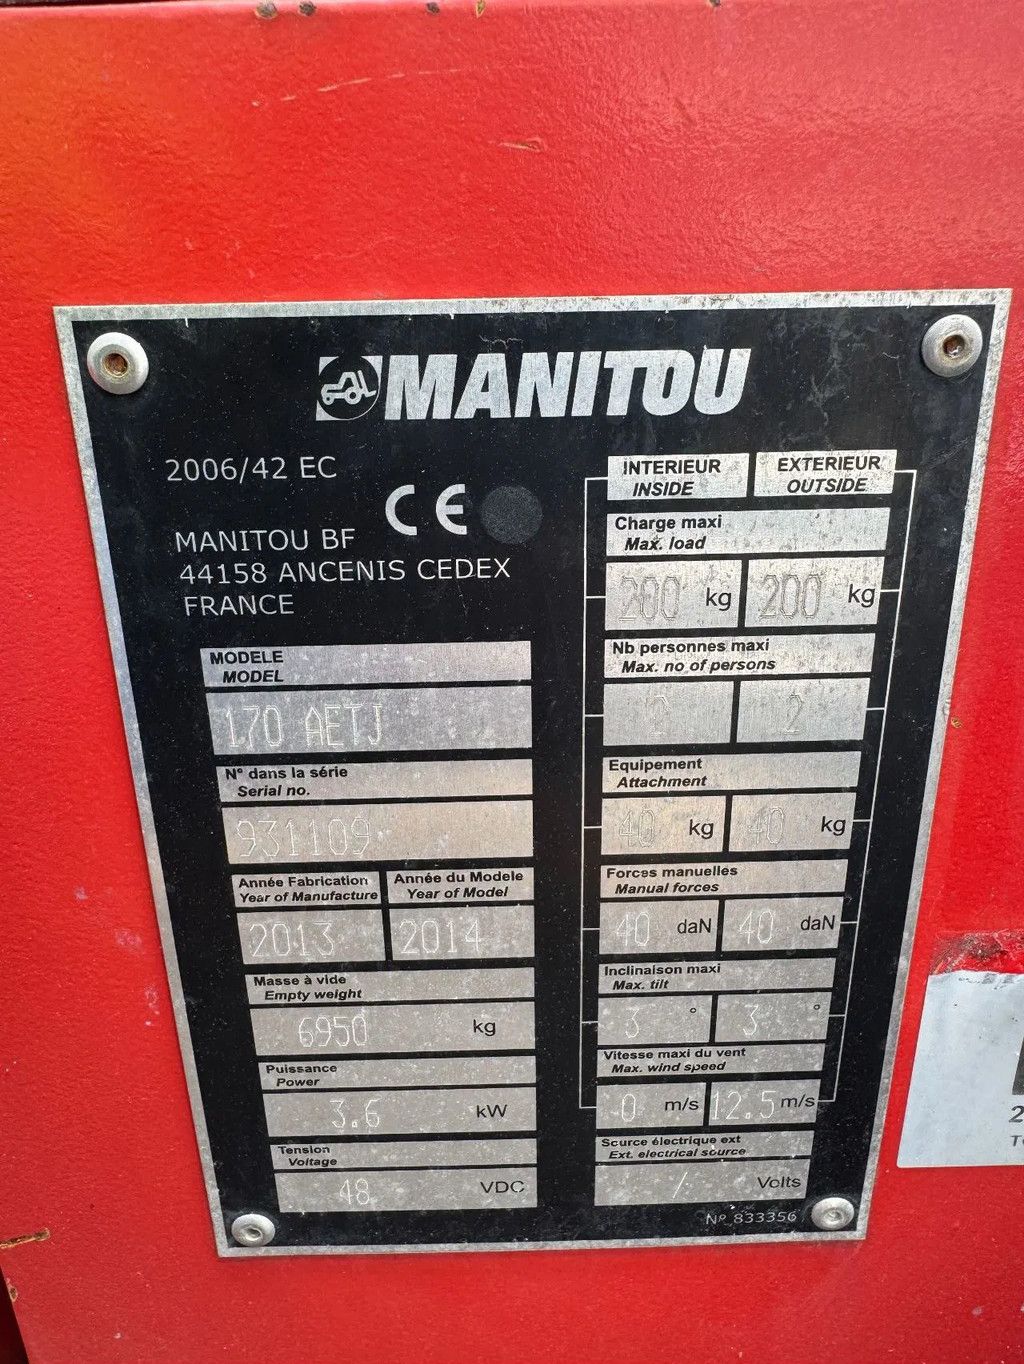 MANITOU
2006/42 EC
CE
MANITOU BF
44158 ANCENIS CEDEX
FRANCE
MODELE
MODEL
170 AETJ
N° dans la série
Serial no.
931109
Année Fabrication
Year of Manufacture
Année du Modele
Year of Model
2013
2014
Masse à vide
Empty weight
6950 kg
Puissance
Power
3.6 kW
Tension
Voltage
48 VDC
INTERIEUR
INSIDE
EXTERIEUR
OUTSIDE
Charge maxi
Max. load
200 kg 200 kg
Nb personnes maxi
Max. no of persons
2 2
Equipement
Attachment
40 kg 40 kg
Forces manuelles
Manual forces
40 daN 40 daN
Inclinaison maxi
Max. tilt
3 ° 3 °
Vitesse maxi du vent
Max. wind speed
0 m/s 12.5 m/s
Source électrique ext
Ext. electrical source
/ Volts
Nº 833356
2